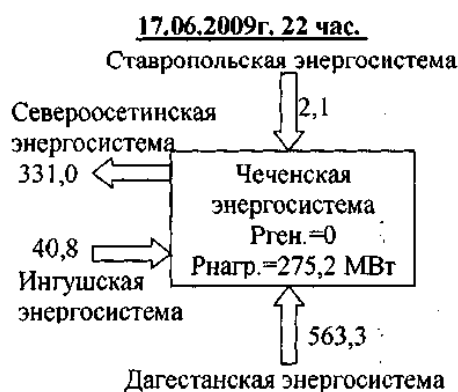 17.06.2009г. 22 час.
Ставропольская энергосистема
2,1
Североосетинская
энергосистема
331,0
Чеченская
энергосистема
Рген.=0
Рнагр.=275,2 МВт
40,8
Ингушская
энергосистема
563,3
Дагестанская энергосистема